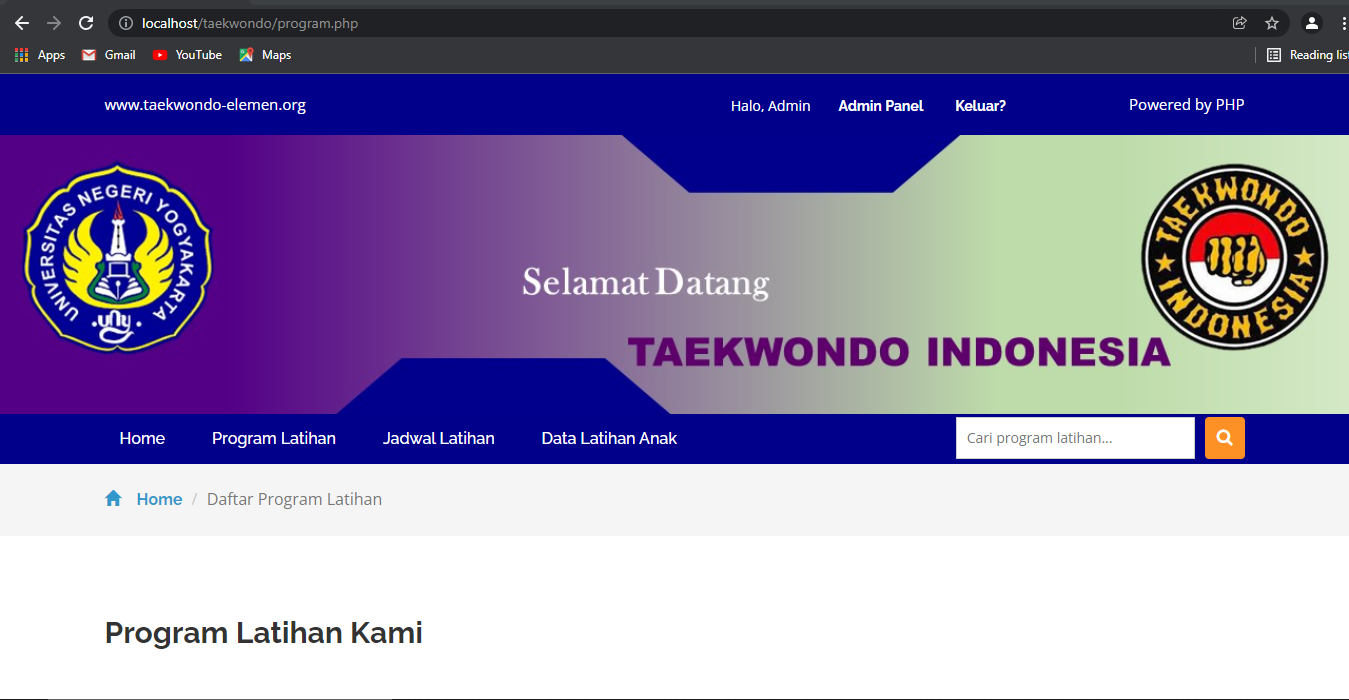 localhost/taekwondo/program.php
Apps Gmail YouTube Maps Reading list
www.taekwondo-elemen.org Halo, Admin Admin Panel Keluar? Powered by PHP
UNIVERSITAS NEGERI YOGYAKARTA
uny
Selamat Datang
TAEKWONDO INDONESIA
TAEKWONDO
INDONESIA
Home Program Latihan Jadwal Latihan Data Latihan Anak Cari program latihan...
Home / Daftar Program Latihan
Program Latihan Kami